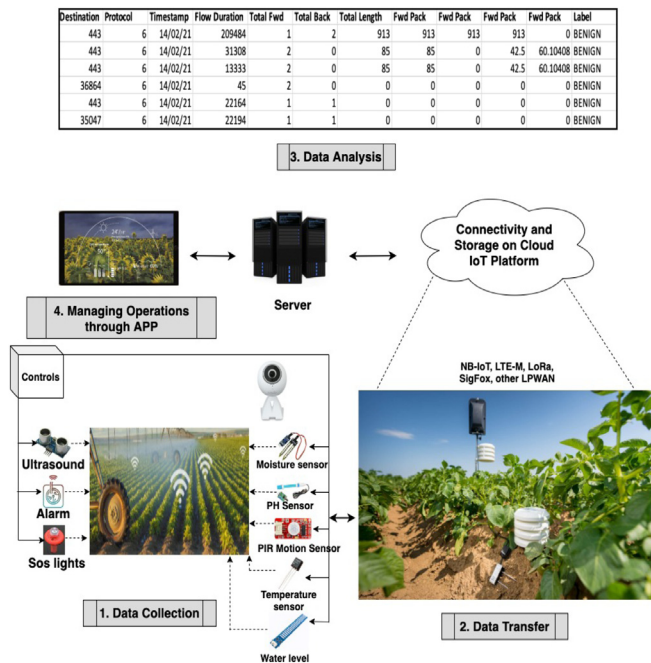 Destination Protocol Timestamp Flow Duration Total Fwd Total Back Total Length Fwd Pack Fwd Pack Fwd Pack Fwd Pack Label
443 6 14/02/21 209484 1 2 913 913 913 913 0 BENIGN
443 6 14/02/21 31308 2 0 85 85 0 42.5 60.10408 BENIGN
443 6 14/02/21 13333 2 0 85 85 0 42.5 60.10408 BENIGN
36864 6 14/02/21 45 2 0 0 0 0 0 0 BENIGN
443 6 14/02/21 22164 1 1 0 0 0 0 0 BENIGN
35047 6 14/02/21 22194 1 1 0 0 0 0 0 BENIGN
3. Data Analysis
Connectivity and
Storage on Cloud
IoT Platform
Server
4. Managing Operations
through APP
Controls
NB-IoT, LTE-M, LoRa,
SigFox, other LPWAN
Ultrasound
Alarm
Sos lights
Moisture sensor
PH Sensor
PIR Motion Sensor
Temperature
sensor
Water level
1. Data Collection
2. Data Transfer